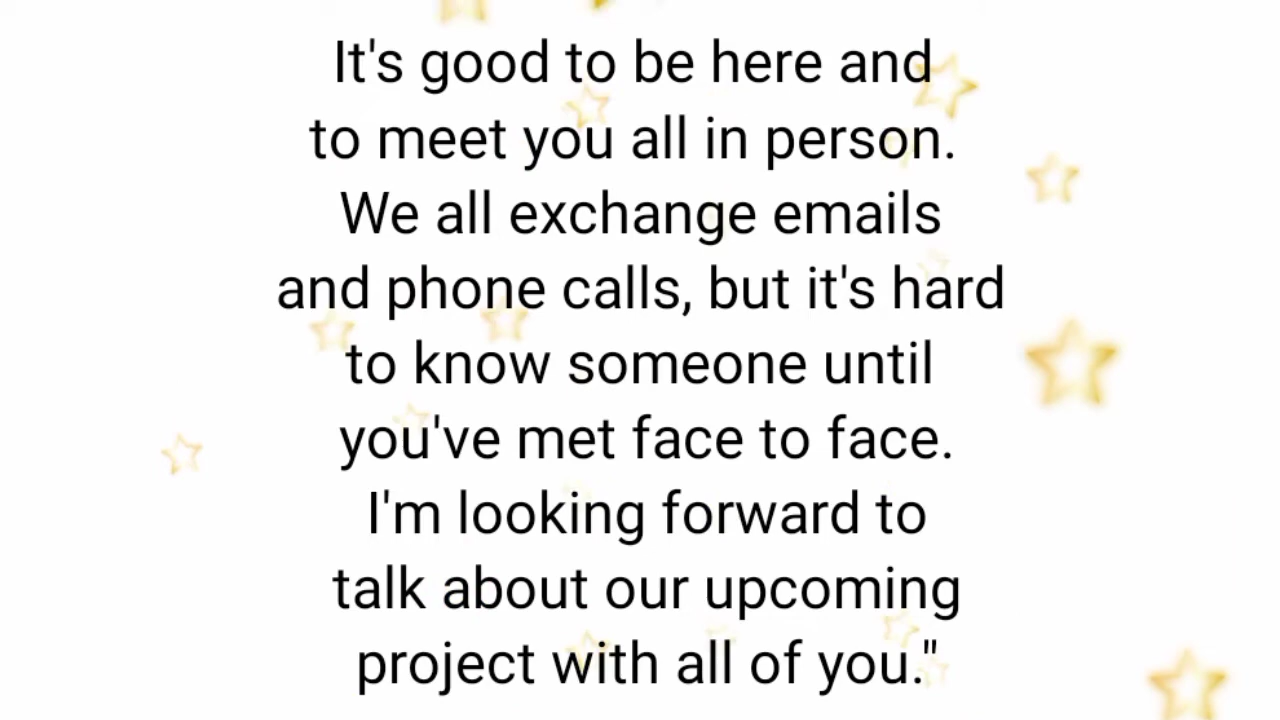 It's good to be here and
to meet you all in person.
We all exchange emails
and phone calls, but it's hard
to know someone until
you've met face to face.
I'm looking forward to
talk about our upcoming
project with all of you."